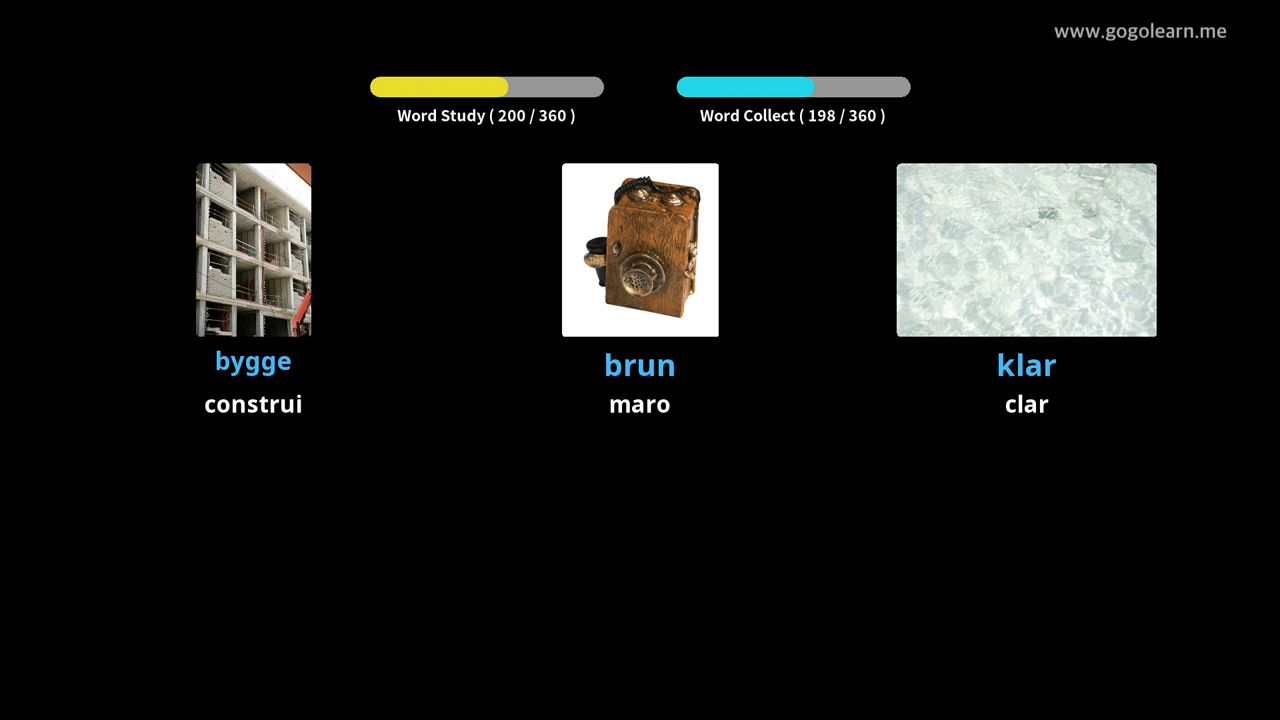 www.gogolearn.me
Word Study ( 200 / 360 )
Word Collect ( 198 / 360 )
bygge
construi
brun
maro
klar
clar